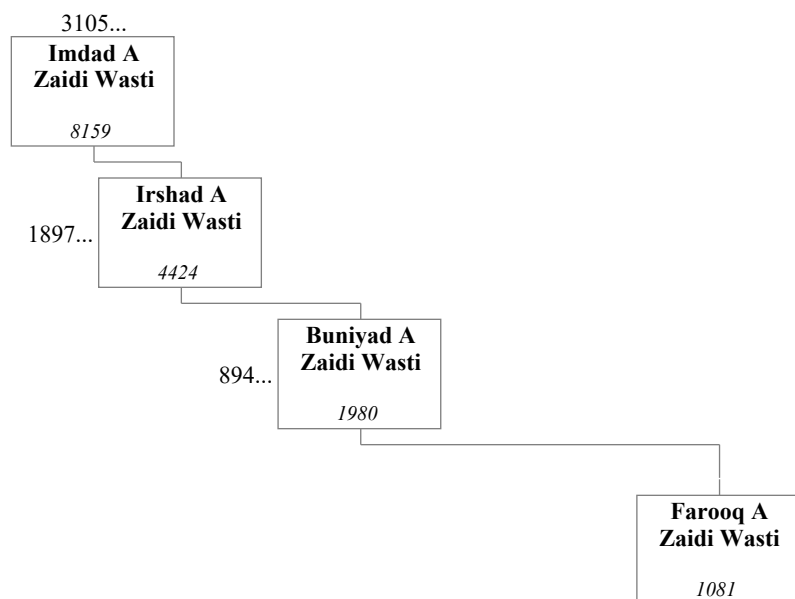 3105...
Imdad A
Zaidi Wasti
8159
Irshad A
Zaidi Wasti
1897...
4424
Buniyad A
Zaidi Wasti
894...
1980
Farooq A
Zaidi Wasti
1081